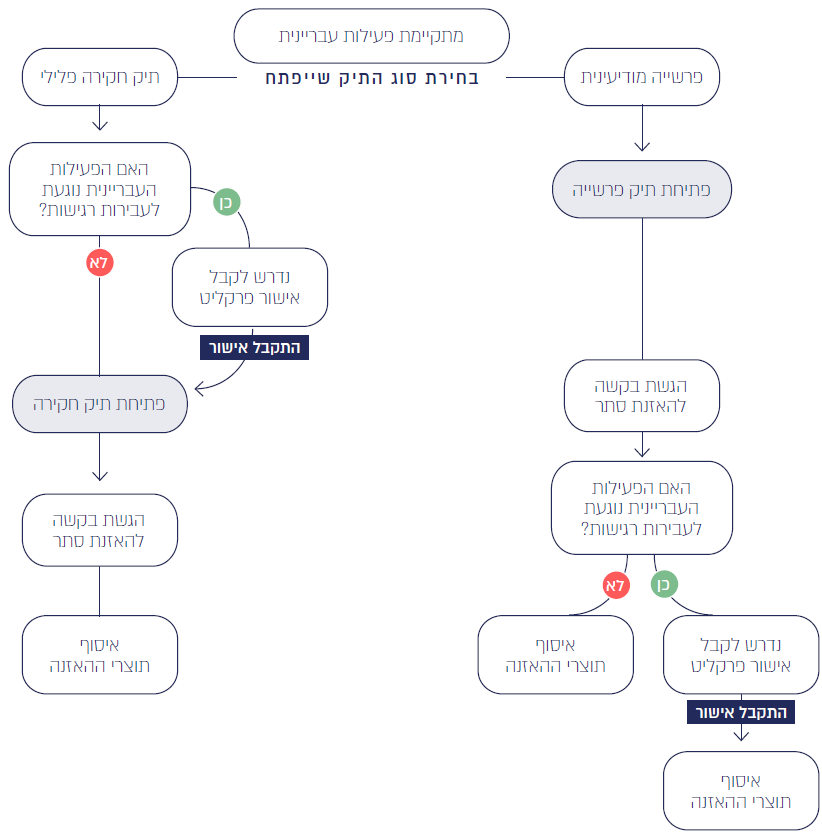 מתקיימת פעילות עבריינית
בחירת סוג התיק שייפתח
פרשייה מודיעינית
פתיחת תיק פרשייה
הגשת בקשה
להאזנת סתר
האם הפעילות
העבריינית נוגעת
לעבירות רגישות?
כן
נדרש לקבל
אישור פרקליט
התקבל אישור
איסוף
תוצרי ההאזנה
לא
איסוף
תוצרי ההאזנה
תיק חקירה פלילי
האם הפעילות
העבריינית נוגעת
לעבירות רגישות?
כן
נדרש לקבל
אישור פרקליט
התקבל אישור
לא
פתיחת תיק חקירה
הגשת בקשה
להאזנת סתר
איסוף
תוצרי ההאזנה